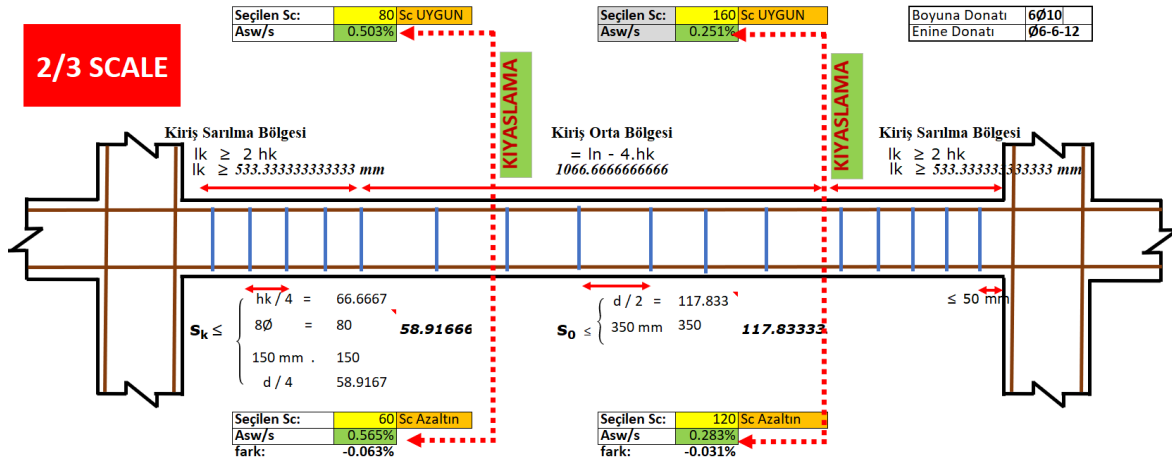 Seçilen Sc: 80 Sc UYGUN
Asw/s 0.503%
Seçilen Sc: 160 Sc UYGUN
Asw/s 0.251%
Boyuna Donatı 6Ø10
Enine Donatı Ø6-6-12
2/3 SCALE
KIYASLAMA
KIYASLAMA
Kiriş Sarılma Bölgesi
lk ≥ 2 hk
lk ≥ 533.333333333333 mm
Kiriş Orta Bölgesi
= ln - 4.hk
1066.6666666666
Kiriş Sarılma Bölgesi
lk ≥ 2 hk
lk ≥ 533.333333333333 mm
sk ≤
hk / 4 = 66.6667
8Ø = 80
150 mm . 150
d / 4 58.9167
58.91666
s0 ≤
d / 2 = 117.833
350 mm 350
117.83333
≤ 50 mm
Seçilen Sc: 60 Sc Azaltın
Asw/s 0.565%
fark: -0.063%
Seçilen Sc: 120 Sc Azaltın
Asw/s 0.283%
fark: -0.031%